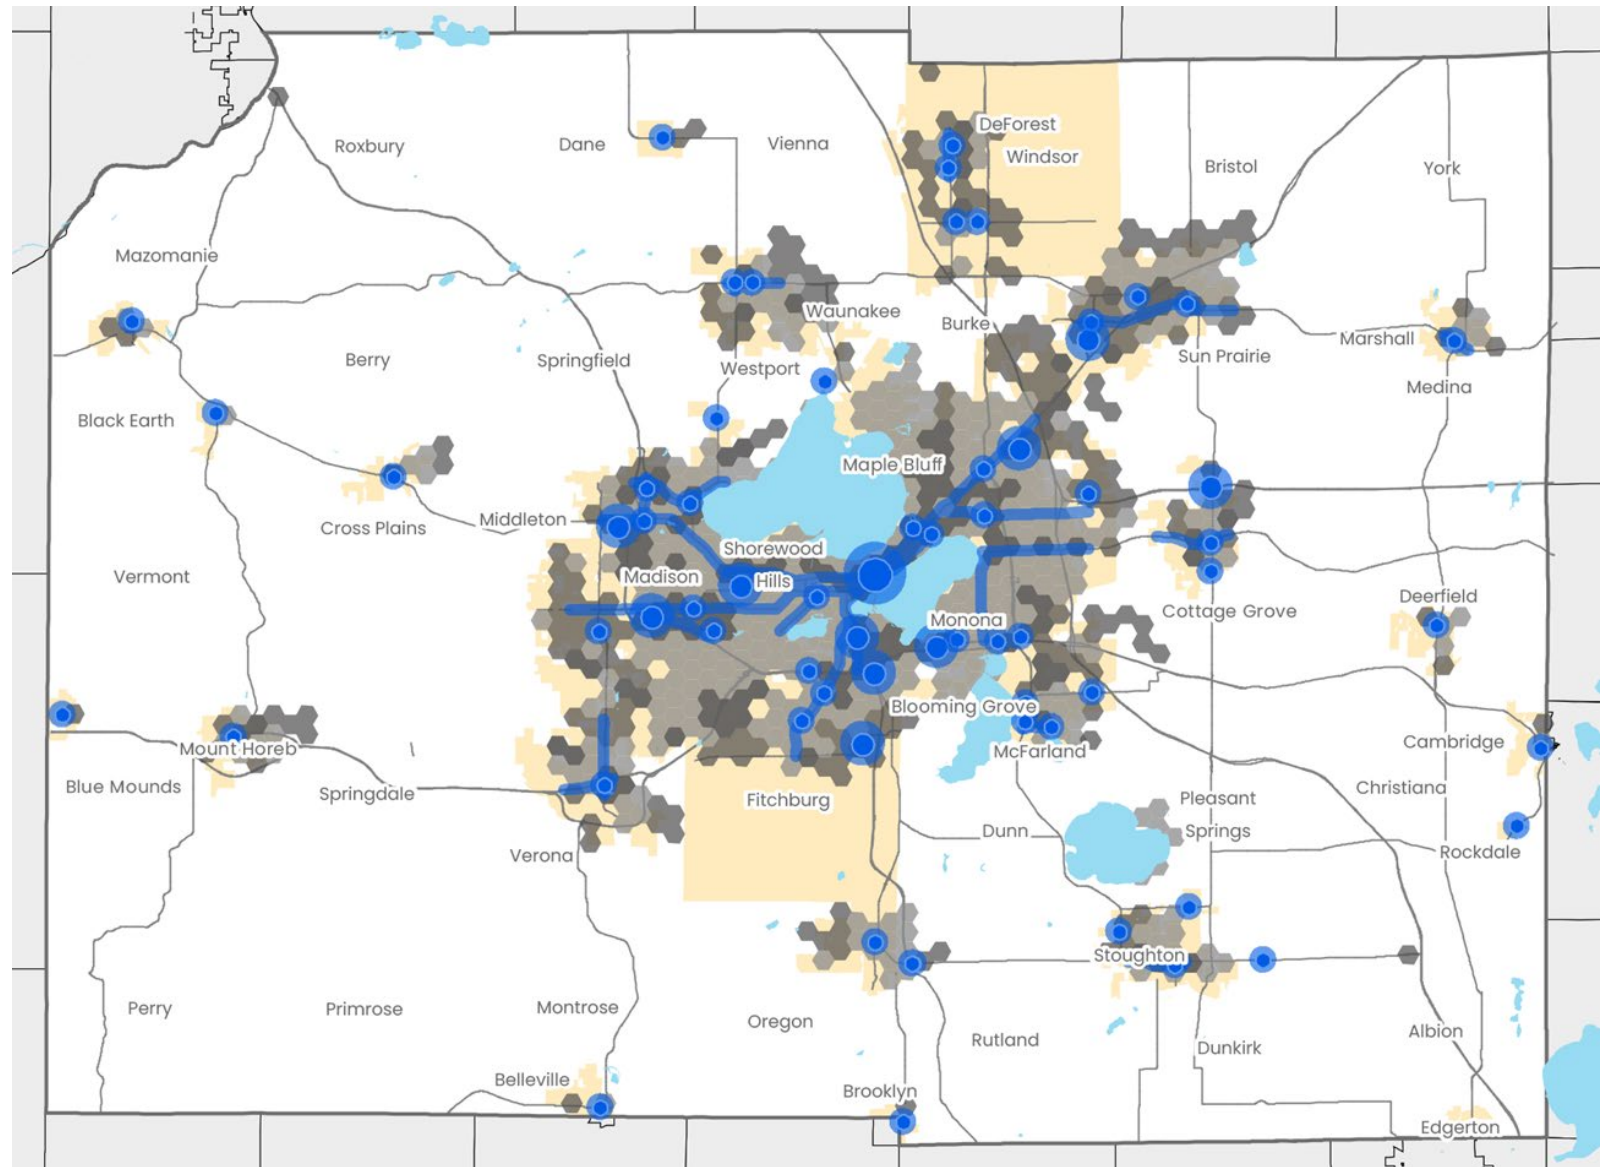 DeForest
Windsor
Roxbury
Dane
Vienna
Bristol
York
Mazomanie
Waunakee
Burke
Marshall
Sun Prairie
Berry
Springfield
Westport
Medina
Black Earth
Maple Bluff
Cross Plains
Middleton
Shorewood
Hills
Madison
Vermont
Deerfield
Cottage Grove
Monona
Blooming Grove
Mount Horeb
McFarland
Cambridge
Blue Mounds
Springdale
Fitchburg
Christiana
Pleasant
Springs
Dunn
Verona
Rockdale
Stoughton
Perry
Primrose
Montrose
Oregon
Rutland
Dunkirk
Albion
Belleville
Brooklyn
Edgerton